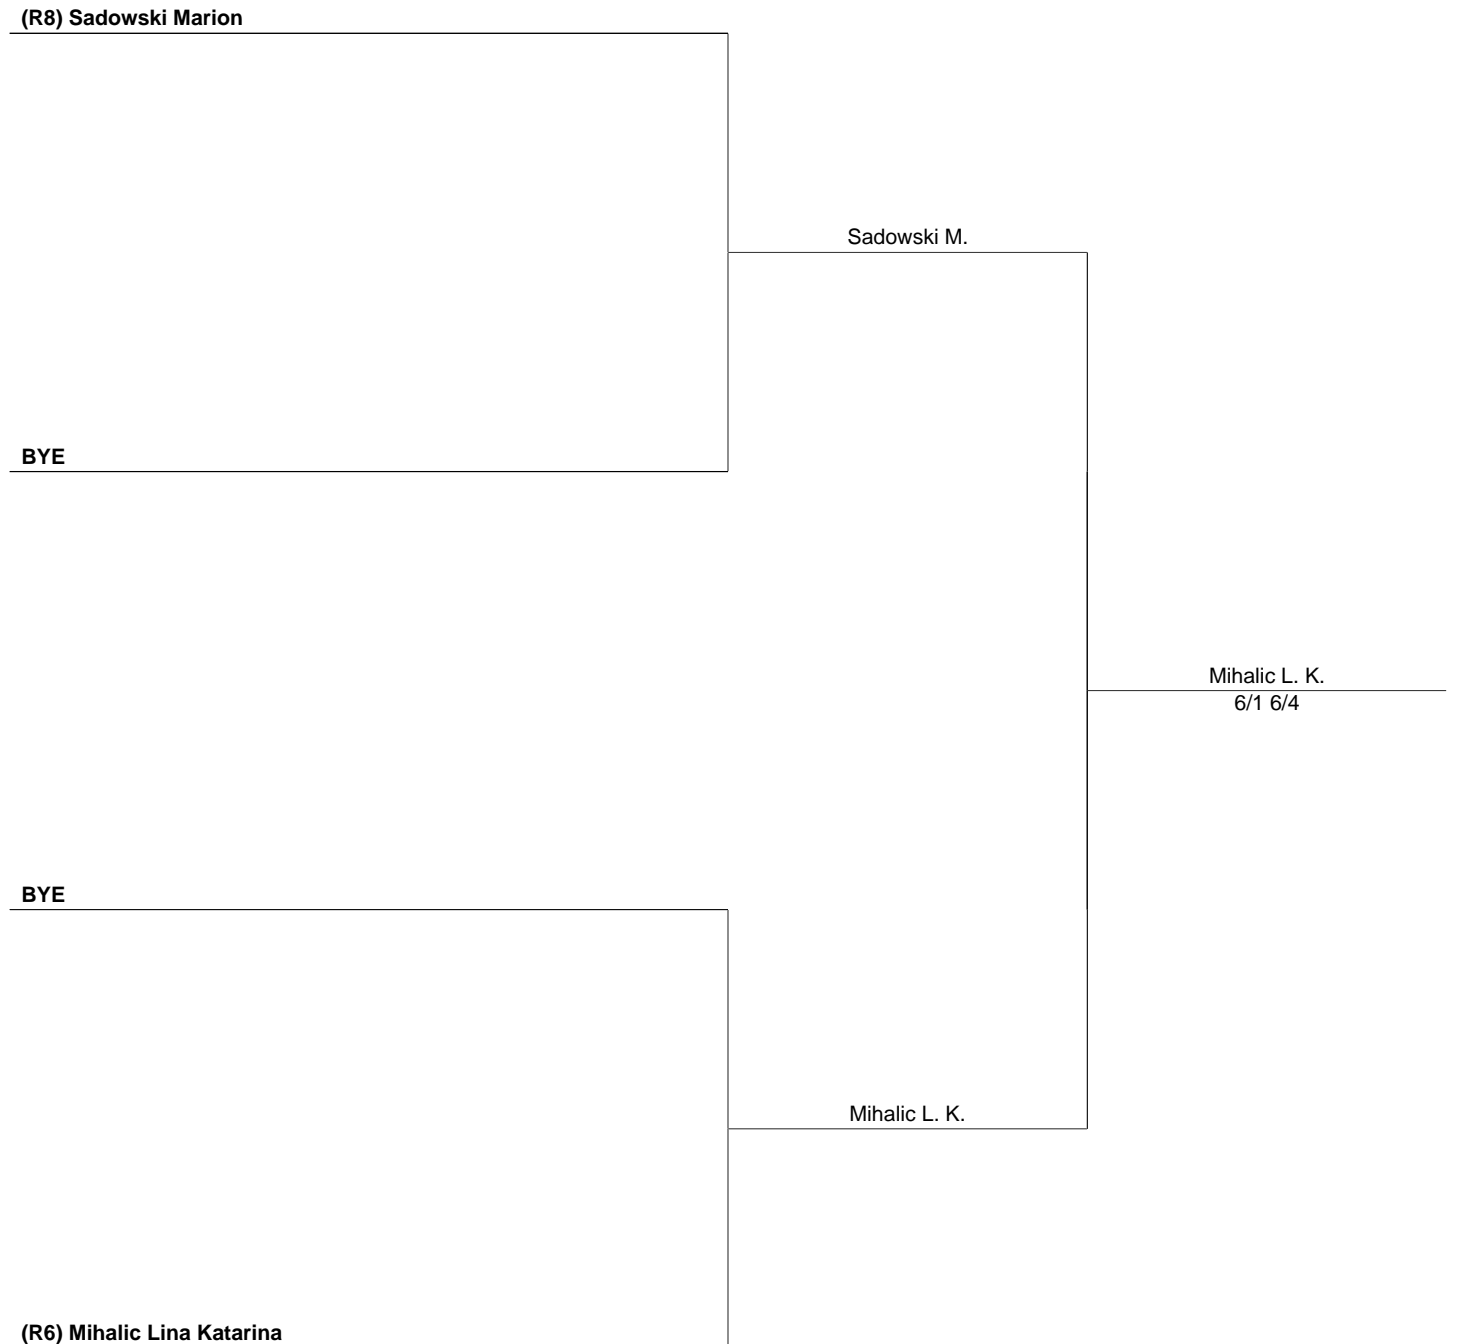 (R8) Sadowski Marion
Sadowski M.
BYE
Mihalic L. K.
6/1 6/4
BYE
Mihalic L. K.
(R6) Mihalic Lina Katarina